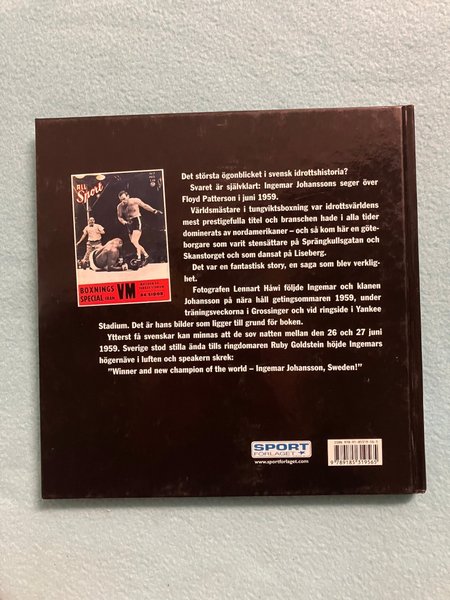 Det största ögonblicket i svensk idrottshistoria?
Svaret är självklart: Ingemar Johanssons seger över
Floyd Patterson i juni 1959.
Världsmästare i tungviktsboxning var idrottsvärldens
mest prestigefulla titel och branschen hade i alla tider
dominerats av nordamerikaner – och så kom här en göte-
borgare som varit stensättare på Sprängkullsgatan och
Skanstorget och som dansat på Liseberg.
Det var en fantastisk story, en saga som blev verklig-
het.
Fotografen Lennart Håwi följde Ingemar och klanen
Johansson på nära håll getingsommaren 1959, under
träningsveckorna i Grossinger och vid ringside i Yankee
Stadium. Det är hans bilder som ligger till grund för boken.
Ytterst få svenskar kan minnas att de sov natten mellan den 26 och 27 juni
1959. Sverige stod stilla ända tills ringdomaren Ruby Goldstein höjde Ingemars
högernäve i luften och speakern skrek:
"Winner and new champion of the world – Ingemar Johansson, Sweden!"
ALL
Sport
BOXNINGS
SPECIAL från
VM
64 SIDOR
SPORT
FÖRLAGET
www.sportforlaget.com
9 789185 319565